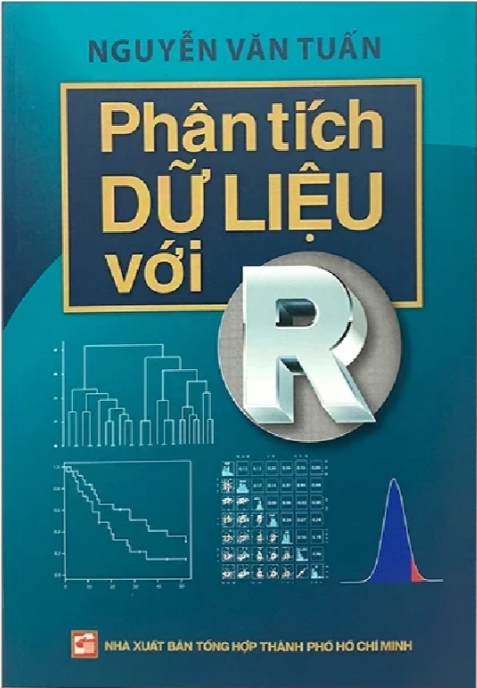 NGUYỄN VĂN TUẤN
Phân tích
DỮ LIỆU
với
R
NHÀ XUẤT BẢN TỔNG HỢP THÀNH PHỐ HỒ CHÍ MINH